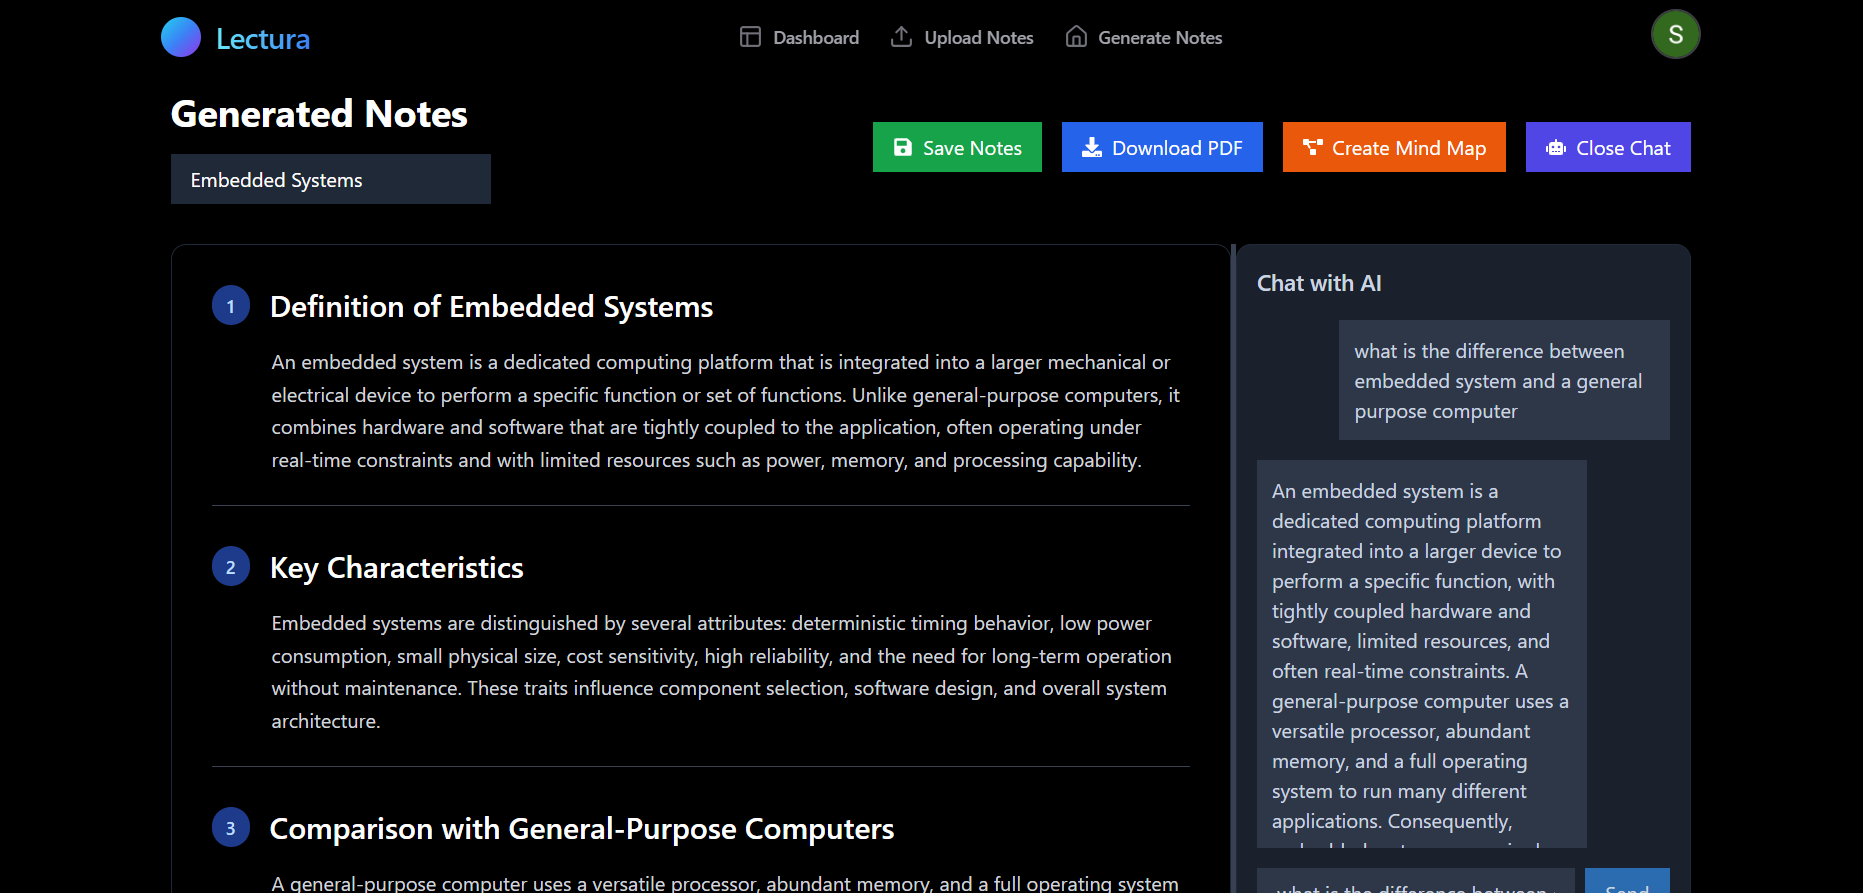 Lectura
Dashboard
Upload Notes
Generate Notes
S
Generated Notes
Embedded Systems
Save Notes
Download PDF
Create Mind Map
Close Chat
1
Definition of Embedded Systems
An embedded system is a dedicated computing platform that is integrated into a larger mechanical or
electrical device to perform a specific function or set of functions. Unlike general-purpose computers, it
combines hardware and software that are tightly coupled to the application, often operating under
real-time constraints and with limited resources such as power, memory, and processing capability.
2
Key Characteristics
Embedded systems are distinguished by several attributes: deterministic timing behavior, low power
consumption, small physical size, cost sensitivity, high reliability, and the need for long-term operation
without maintenance. These traits influence component selection, software design, and overall system
architecture.
3
Comparison with General-Purpose Computers
A general-purpose computer uses a versatile processor, abundant memory, and a full operating system
Chat with AI
what is the difference between
embedded system and a general
purpose computer
An embedded system is a
dedicated computing platform
integrated into a larger device to
perform a specific function, with
tightly coupled hardware and
software, limited resources, and
often real-time constraints. A
general-purpose computer uses a
versatile processor, abundant
memory, and a full operating
system to run many different
applications. Consequently,
what is the difference between
Send